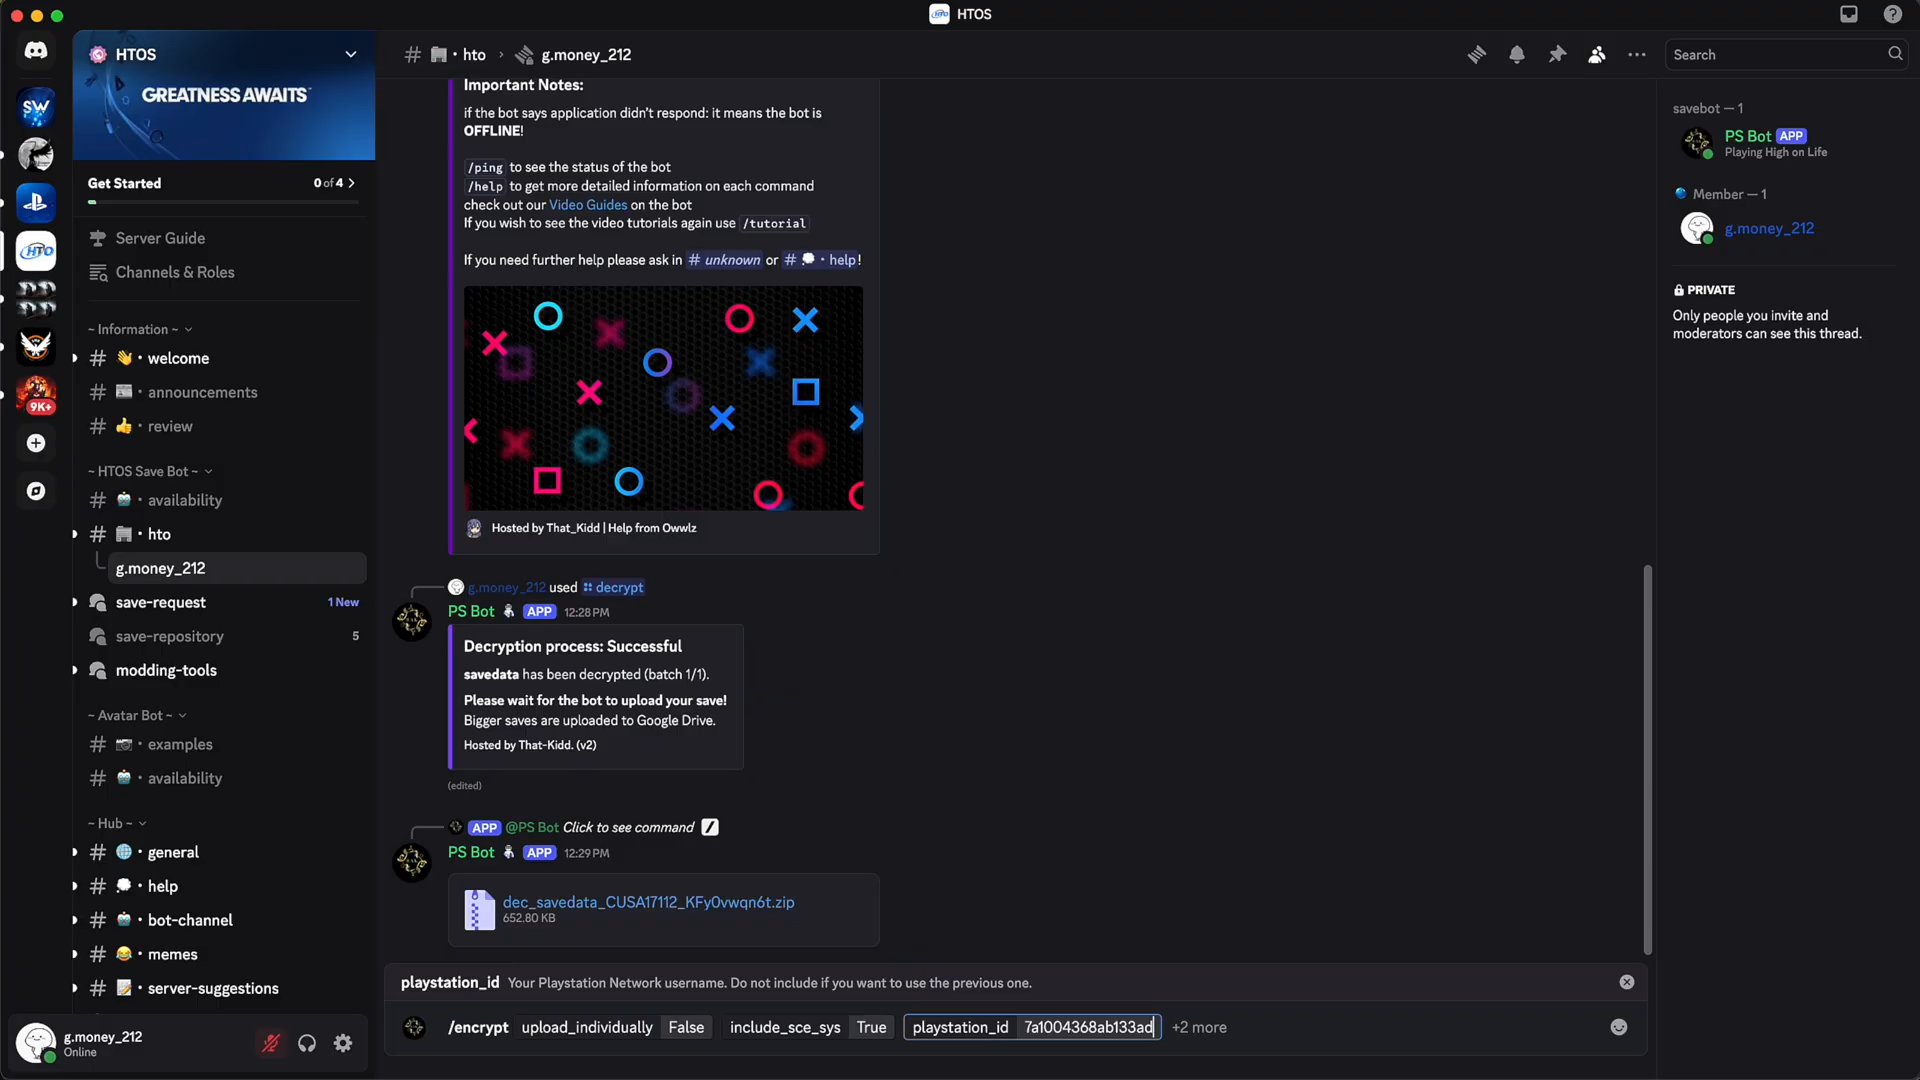 HTOS
HTOS
GREATNESS AWAITS
Get Started
0 of 4
Server Guide
Channels & Roles
~ Information ~
welcome
announcements
review
~ HTOS Save Bot ~
availability
hto
g.money_212
save-request
1 New
save-repository
5
modding-tools
~ Avatar Bot ~
examples
availability
~ Hub ~
general
help
bot-channel
memes
server-suggestions
g.money_212
Online
SW
HTO
9K+
# · hto › g.money_212
Search
Important Notes:
if the bot says application didn't respond: it means the bot is
OFFLINE!
/ping to see the status of the bot
/help to get more detailed information on each command
check out our Video Guides on the bot
If you wish to see the video tutorials again use /tutorial
If you need further help please ask in # unknown or # · help!
Hosted by That_Kidd | Help from Owwlz
g.money_212 used decrypt
PS Bot APP 12:28 PM
Decryption process: Successful
savedata has been decrypted (batch 1/1).
Please wait for the bot to upload your save!
Bigger saves are uploaded to Google Drive.
Hosted by That-Kidd. (v2)
(edited)
APP @PS Bot Click to see command
PS Bot APP 12:29 PM
dec_savedata_CUSA17112_KFy0vwqn6t.zip
652.80 KB
playstation_id Your Playstation Network username. Do not include if you want to use the previous one.
/encrypt upload_individually False include_sce_sys True playstation_id 7a1004368ab133ad +2 more
savebot — 1
PS Bot APP
Playing High on Life
Member — 1
g.money_212
PRIVATE
Only people you invite and
moderators can see this thread.